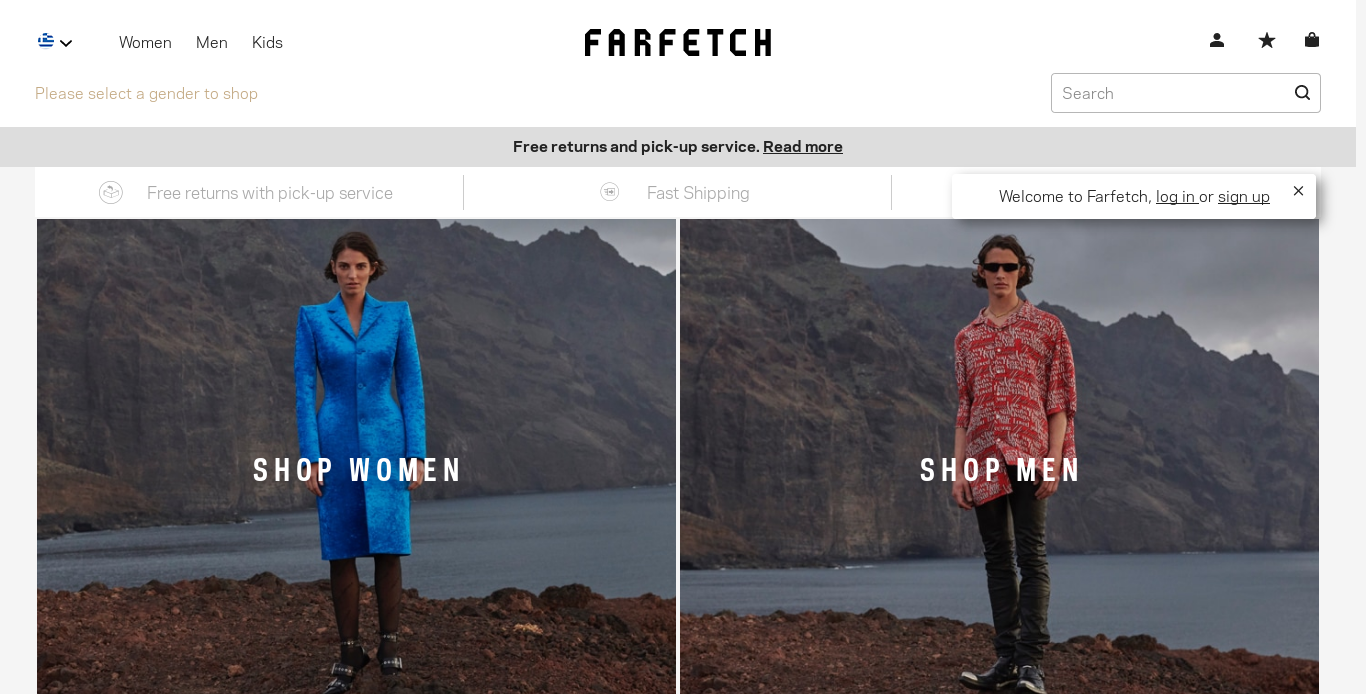 Women Men Kids
FARFETCH
Please select a gender to shop
Search
Free returns and pick-up service. Read more
Free returns with pick-up service
Fast Shipping
Welcome to Farfetch, log in or sign up
SHOP WOMEN
SHOP MEN